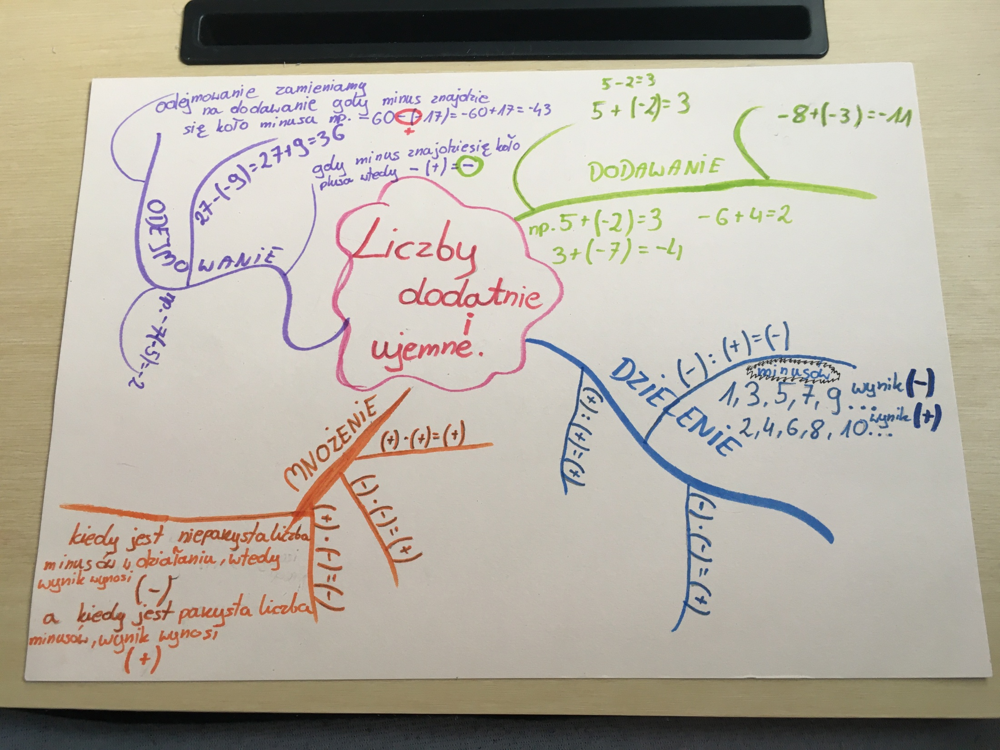 Liczby
dodatnie
i
ujemne.
odejmowanie zamieniamy
na dodawanie gdy minus znajdzie
się koło minusa np. -60-(-17)=-60+17=-43
+
27-(-9)=27+9=36
gdy minus znajdzie się koło
plusa wtedy -(+)=-
ODEJMOWANIE
np. -7-(-5)=-2
5-2=3
5+(-2)=3
-8+(-3)=-11
DODAWANIE
np. 5+(-2)=3 -6+4=2
3+(-7)=-4
DZIELENIE
(-):(+)=(-)
minusów
1, 3, 5, 7, 9... wynik (-)
2, 4, 6, 8, 10... wynik (+)
(+)=(+):(+)
(-)·(-)=(+)
MNOŻENIE
(+)·(+)=(+)
(-)·(-)=(+)
(+)·(-)=(-)
kiedy jest nieparzysta liczba
minusów w działaniu, wtedy
wynik wynosi
(-)
a kiedy jest parzysta liczba
minusów, wynik wynosi
(+)